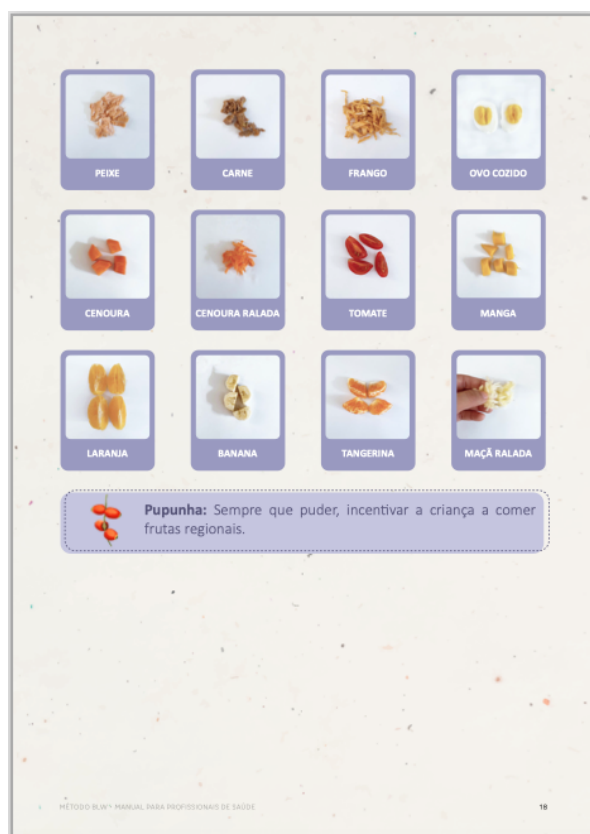 PEIXE
CARNE
FRANGO
OVO COZIDO
CENOURA
CENOURA RALADA
TOMATE
MANGA
LARANJA
BANANA
TANGERINA
MAÇÃ RALADA
Pupunha: Sempre que puder, incentivar a criança a comer
frutas regionais.
MÉTODO BLW MANUAL PARA PROFISSIONAIS DE SAÚDE
18